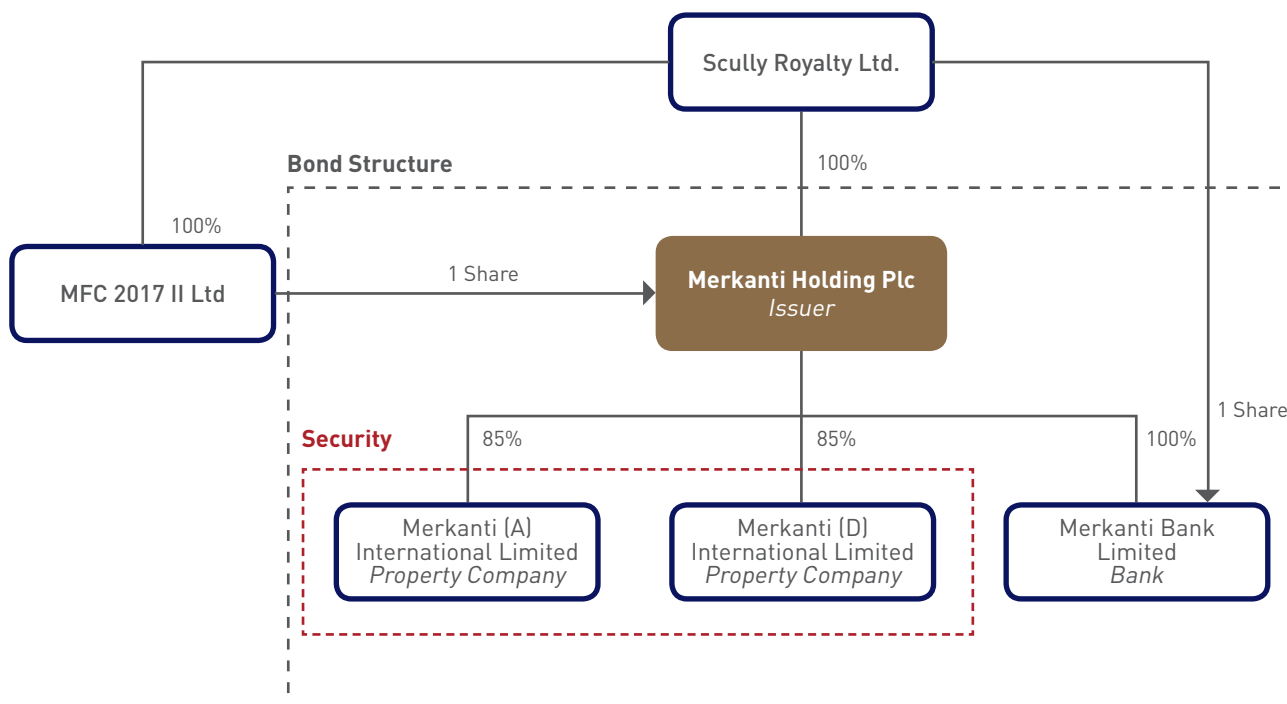 Scully Royalty Ltd.
Bond Structure
100%
100%
MFC 2017 II Ltd
1 Share
Merkanti Holding Plc
Issuer
1 Share
Security
85%
85%
100%
Merkanti (A)
International Limited
Property Company
Merkanti (D)
International Limited
Property Company
Merkanti Bank
Limited
Bank